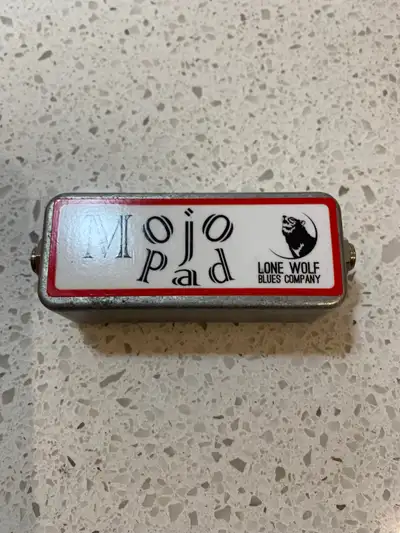 Mojo
Pad
LONE WOLF
BLUES COMPANY